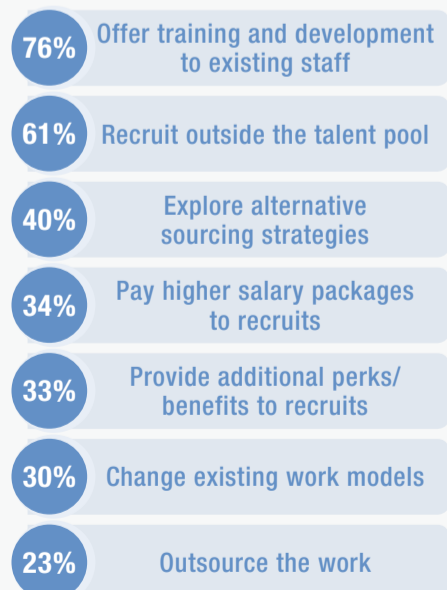 76%
Offer training and development
to existing staff
61%
Recruit outside the talent pool
40%
Explore alternative
sourcing strategies
34%
Pay higher salary packages
to recruits
33%
Provide additional perks/
benefits to recruits
30%
Change existing work models
23%
Outsource the work